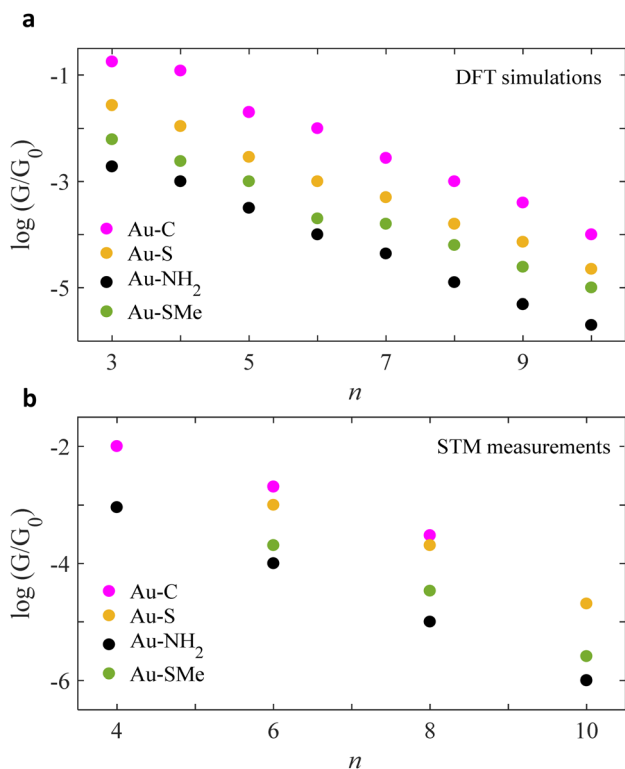 a
DFT simulations
log (G/G₀)
-1
-3
-5
Au-C
Au-S
Au-NH₂
Au-SMe
3 5 7 9
n
b
STM measurements
log (G/G₀)
-2
-4
-6
Au-C
Au-S
Au-NH₂
Au-SMe
4 6 8 10
n